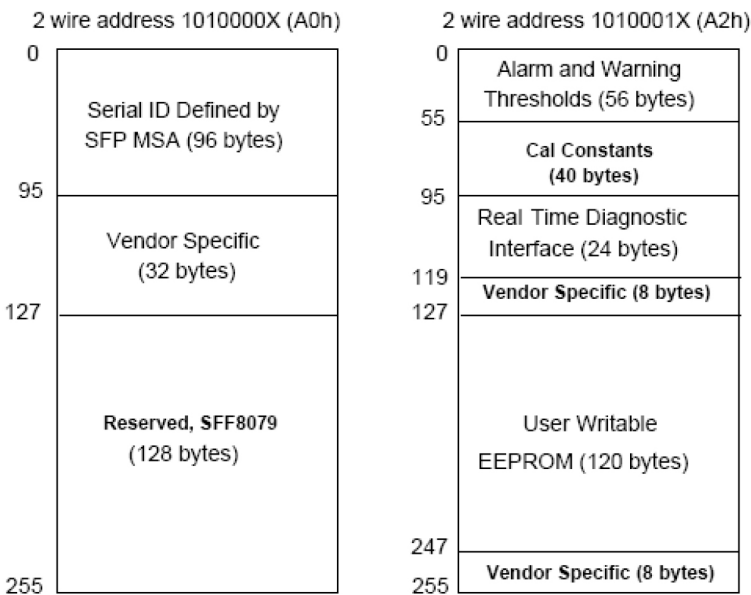 2 wire address 1010000X (A0h)
0
Serial ID Defined by
SFP MSA (96 bytes)
95
Vendor Specific
(32 bytes)
127
Reserved, SFF8079
(128 bytes)
255
2 wire address 1010001X (A2h)
0
Alarm and Warning
Thresholds (56 bytes)
55
Cal Constants
(40 bytes)
95
Real Time Diagnostic
Interface (24 bytes)
119
Vendor Specific (8 bytes)
127
User Writable
EEPROM (120 bytes)
247
Vendor Specific (8 bytes)
255